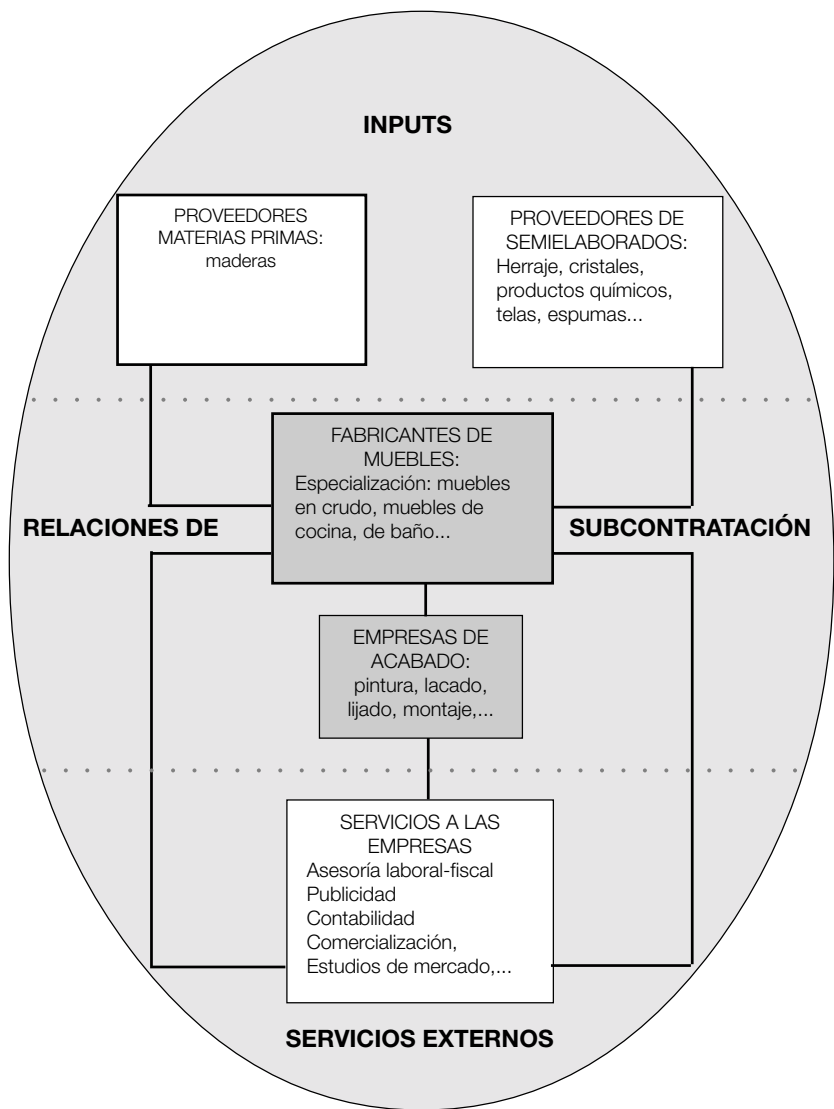 INPUTS
PROVEEDORES
MATERIAS PRIMAS:
maderas
PROVEEDORES DE
SEMIELABORADOS:
Herraje, cristales,
productos químicos,
telas, espumas...
FABRICANTES DE
MUEBLES:
Especialización: muebles
en crudo, muebles de
cocina, de baño...
RELACIONES DE
SUBCONTRATACIÓN
EMPRESAS DE
ACABADO:
pintura, lacado,
lijado, montaje,...
SERVICIOS A LAS
EMPRESAS
Asesoría laboral-fiscal
Publicidad
Contabilidad
Comercialización,
Estudios de mercado,...
SERVICIOS EXTERNOS